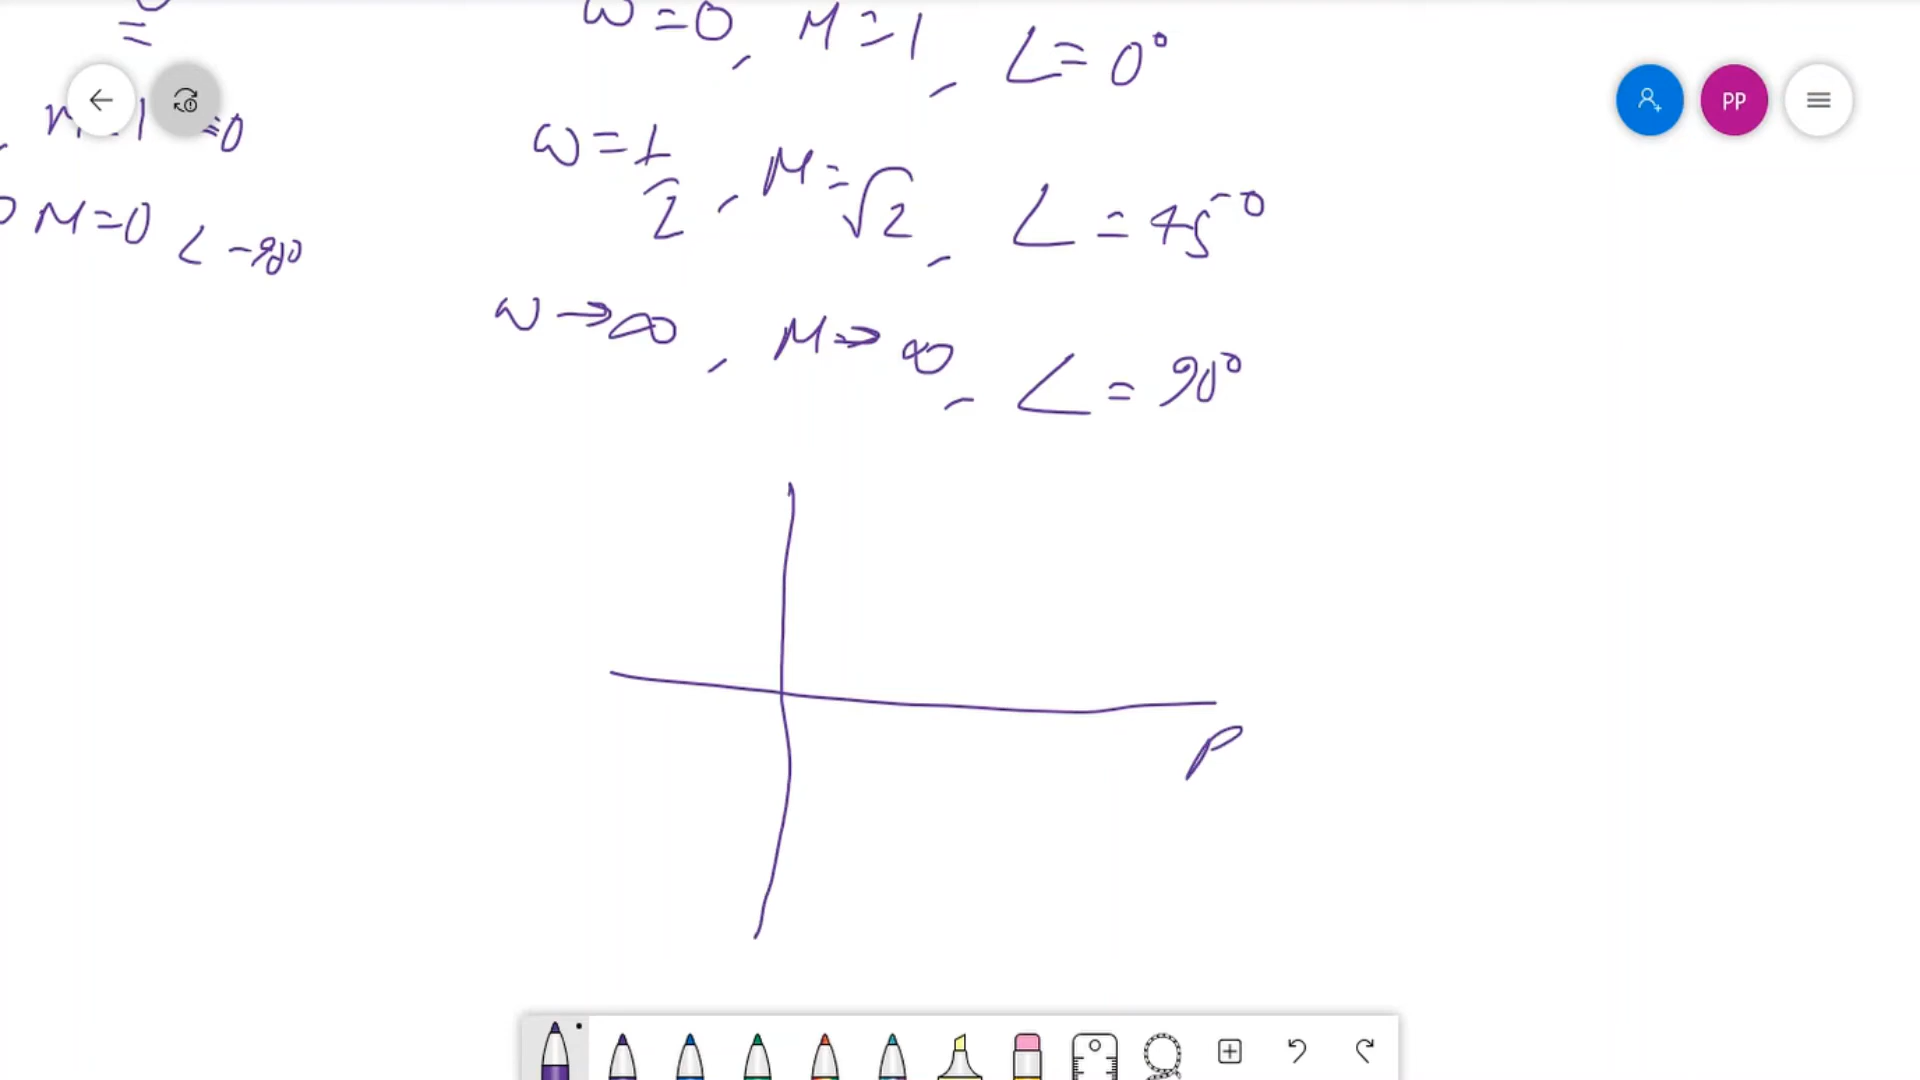 ω=0, M=1, ∠=0°
M=0 ∠-90
ω=1/2, M=√2, ∠=45°
ω→∞, M→∞, ∠=90°
P
PP